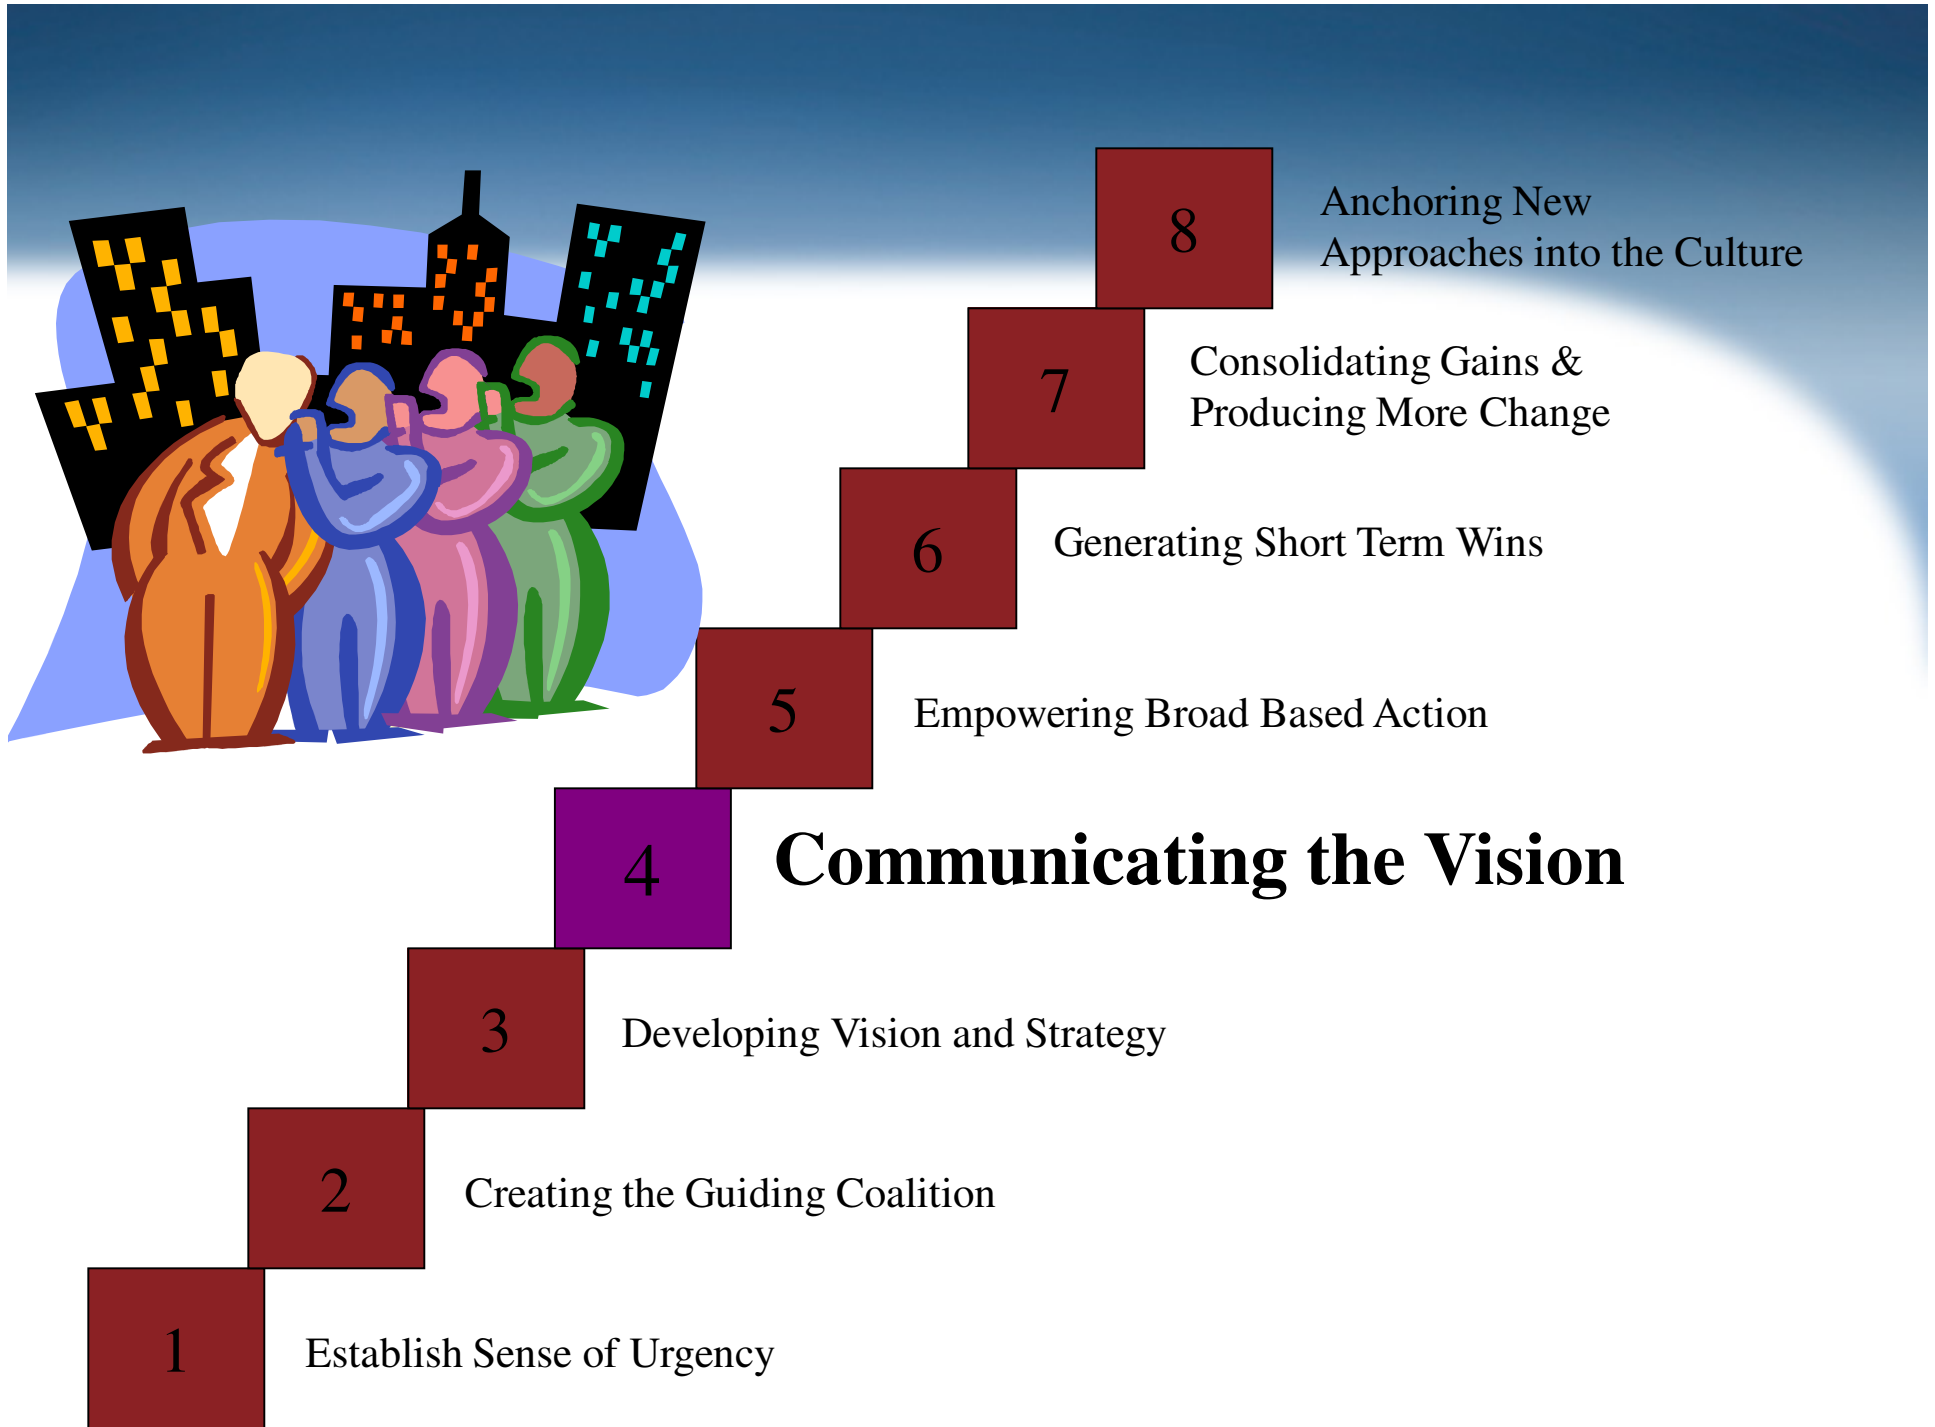 8
Anchoring New
Approaches into the Culture
7
Consolidating Gains &
Producing More Change
6
Generating Short Term Wins
5
Empowering Broad Based Action
4
Communicating the Vision
3
Developing Vision and Strategy
2
Creating the Guiding Coalition
1
Establish Sense of Urgency